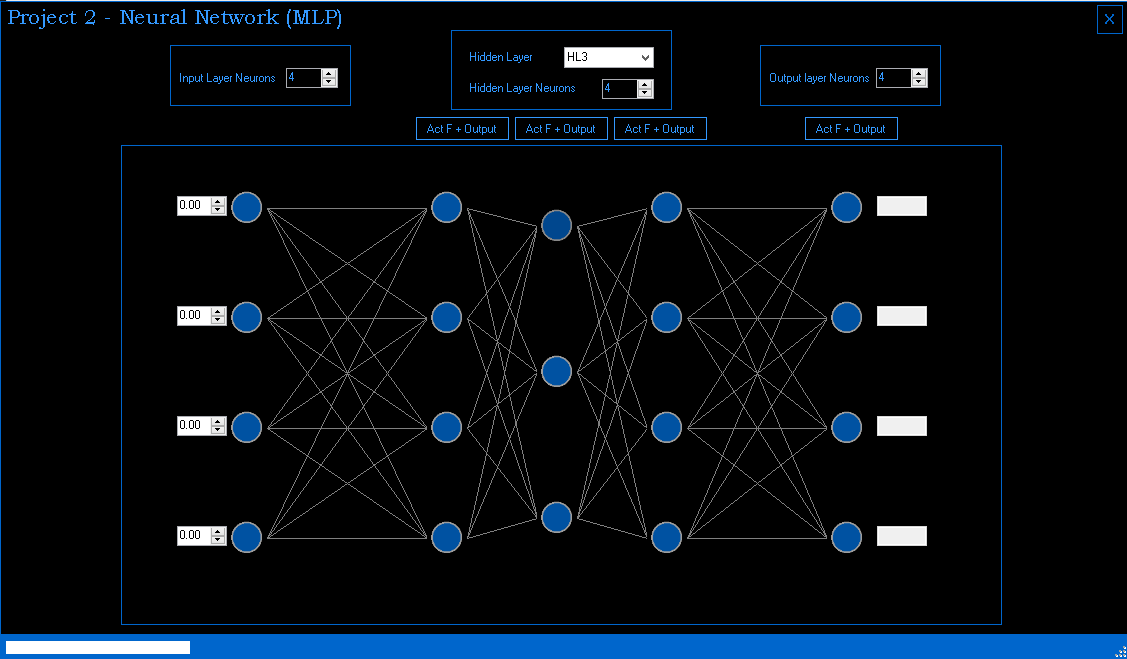 Project 2 - Neural Network (MLP)
Input Layer Neurons 4
Hidden Layer HL3
Hidden Layer Neurons 4
Output layer Neurons 4
Act F + Output Act F + Output Act F + Output Act F + Output
0.00
0.00
0.00
0.00